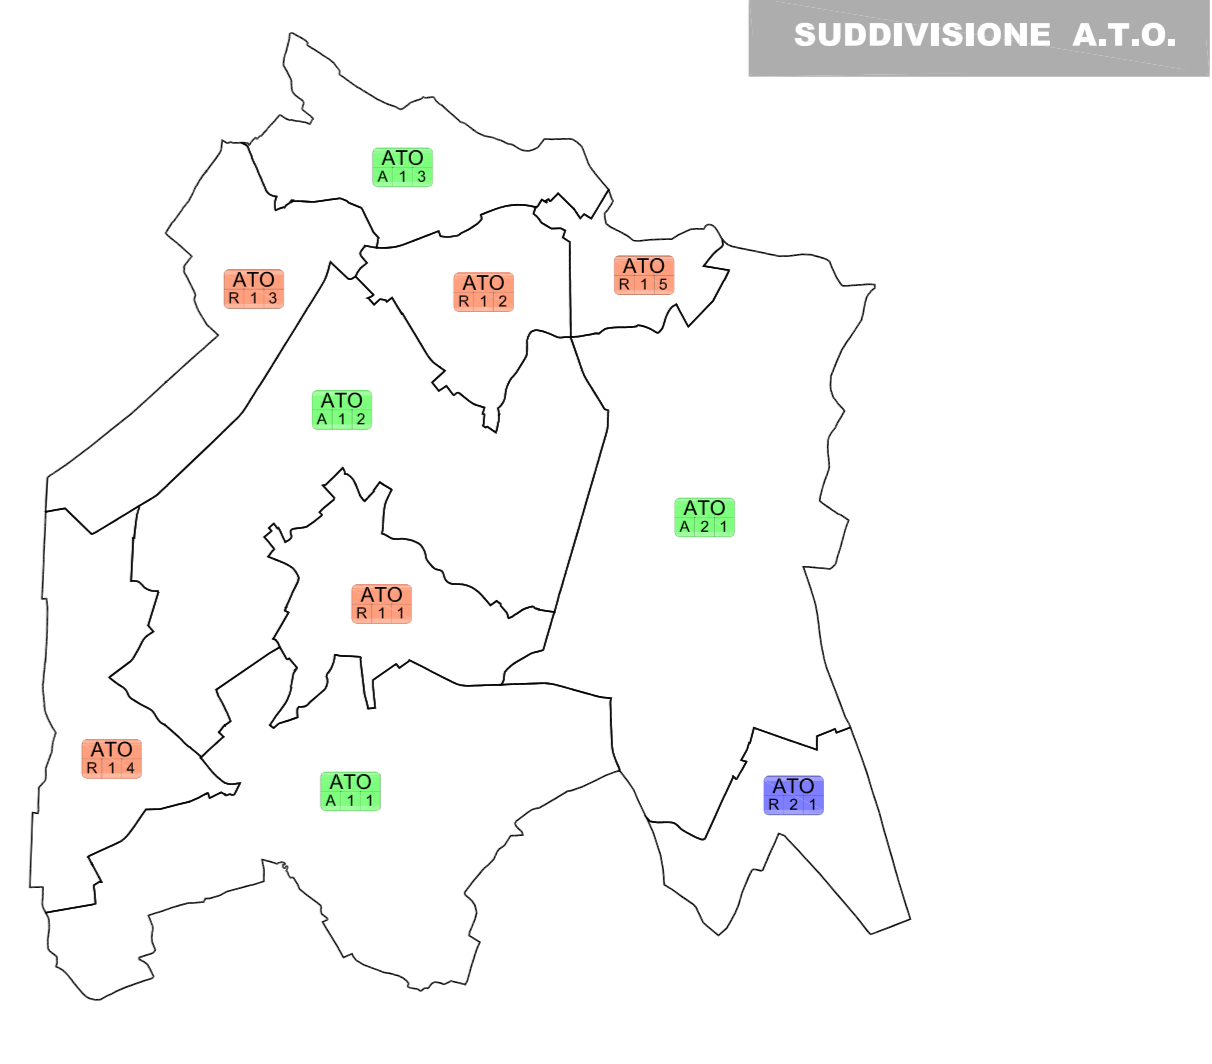 SUDDIVISIONE A.T.O.
ATO
A 1 3
ATO
R 1 3
ATO
R 1 2
ATO
R 1 5
ATO
A 1 2
ATO
A 2 1
ATO
R 1 1
ATO
R 1 4
ATO
A 1 1
ATO
R 2 1